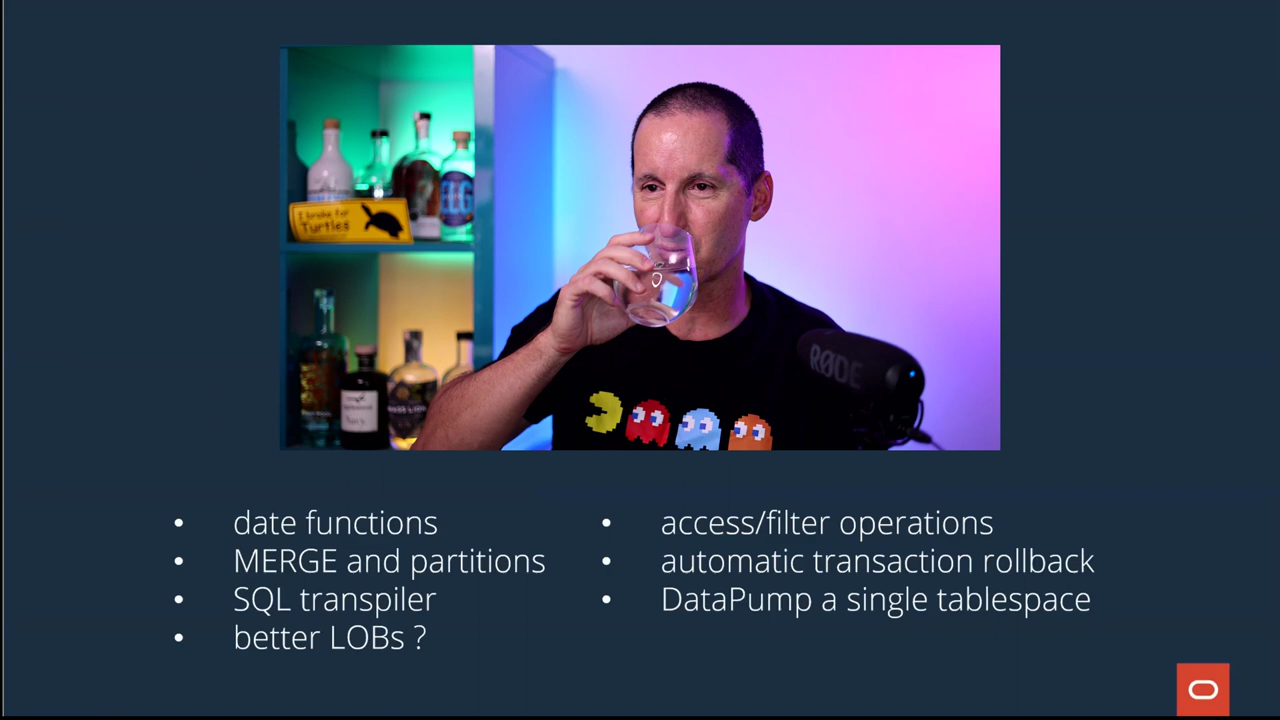 I brake for
Turtles
RØDE
• date functions
• MERGE and partitions
• SQL transpiler
• better LOBs ?
• access/filter operations
• automatic transaction rollback
• DataPump a single tablespace